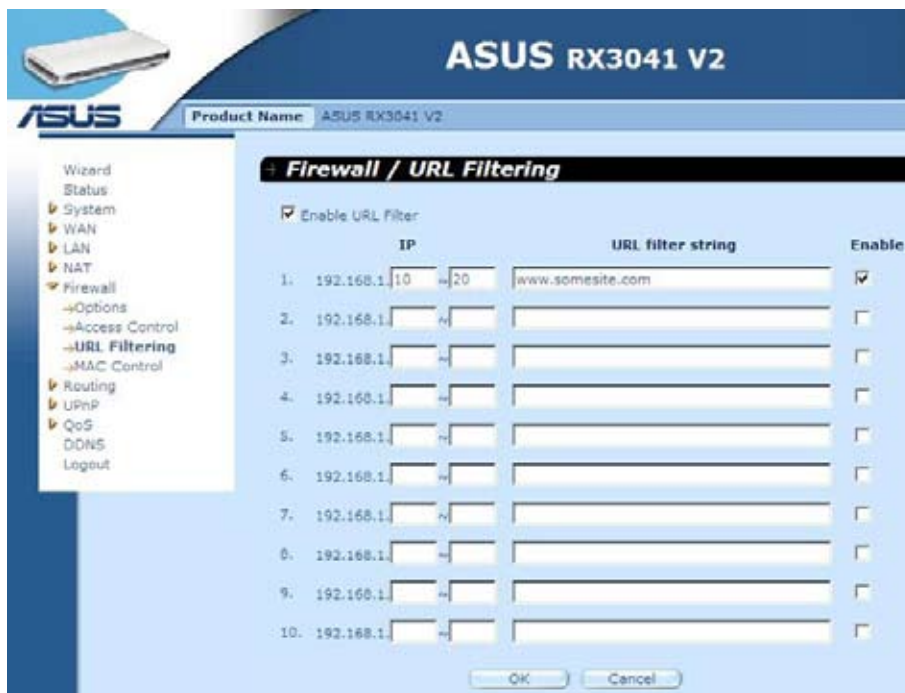 ASUS RX3041 V2
ASUS
Product Name ASUS RX3041 V2
Wizard
Status
System
WAN
LAN
NAT
Firewall
Options
Access Control
URL Filtering
MAC Control
Routing
UPnP
QoS
DDNS
Logout
Firewall / URL Filtering
Enable URL Filter
IP URL filter string Enable
1. 192.168.1. 10 ~ 20 www.somesite.com
2. 192.168.1. ~
3. 192.168.1. ~
4. 192.168.1. ~
5. 192.168.1. ~
6. 192.168.1. ~
7. 192.168.1. ~
8. 192.168.1. ~
9. 192.168.1. ~
10. 192.168.1. ~
OK Cancel